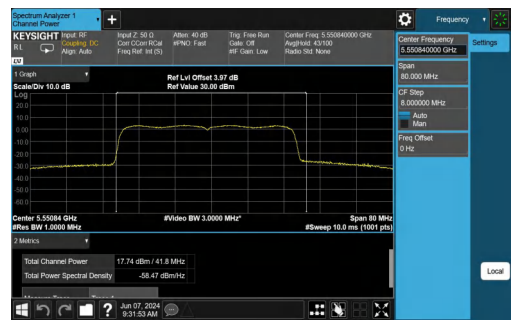 Spectrum Analyzer 1
Channel Power
Frequency
KEYSIGHT
RL
Input: RF
Coupling: DC
Align: Auto
Input Z: 50 Ω
Corr CCorr RCal
Freq Ref: Int (S)
Atten: 40 dB
#PNO: Fast
Trig: Free Run
Gate: Off
#IF Gain: Low
Center Freq: 5.550840000 GHz
Avg|Hold: 43/100
Radio Std: None
LVI
Center Frequency
5.550840000 GHz
Settings
Span
80.000 MHz
CF Step
8.000000 MHz
Auto
Man
Freq Offset
0 Hz
1 Graph
Scale/Div 10.0 dB
Ref Lvl Offset 3.97 dB
Ref Value 30.00 dBm
Log
20.0
10.0
0.00
-10.0
-20.0
-30.0
-40.0
-50.0
-60.0
Center 5.55084 GHz
#Video BW 3.0000 MHz*
Span 80 MHz
#Res BW 1.0000 MHz
#Sweep 10.0 ms (1001 pts)
2 Metrics
Total Channel Power
17.74 dBm / 41.8 MHz
Total Power Spectral Density
-58.47 dBm/Hz
Local
?
Jun 07, 2024
9:31:53 AM